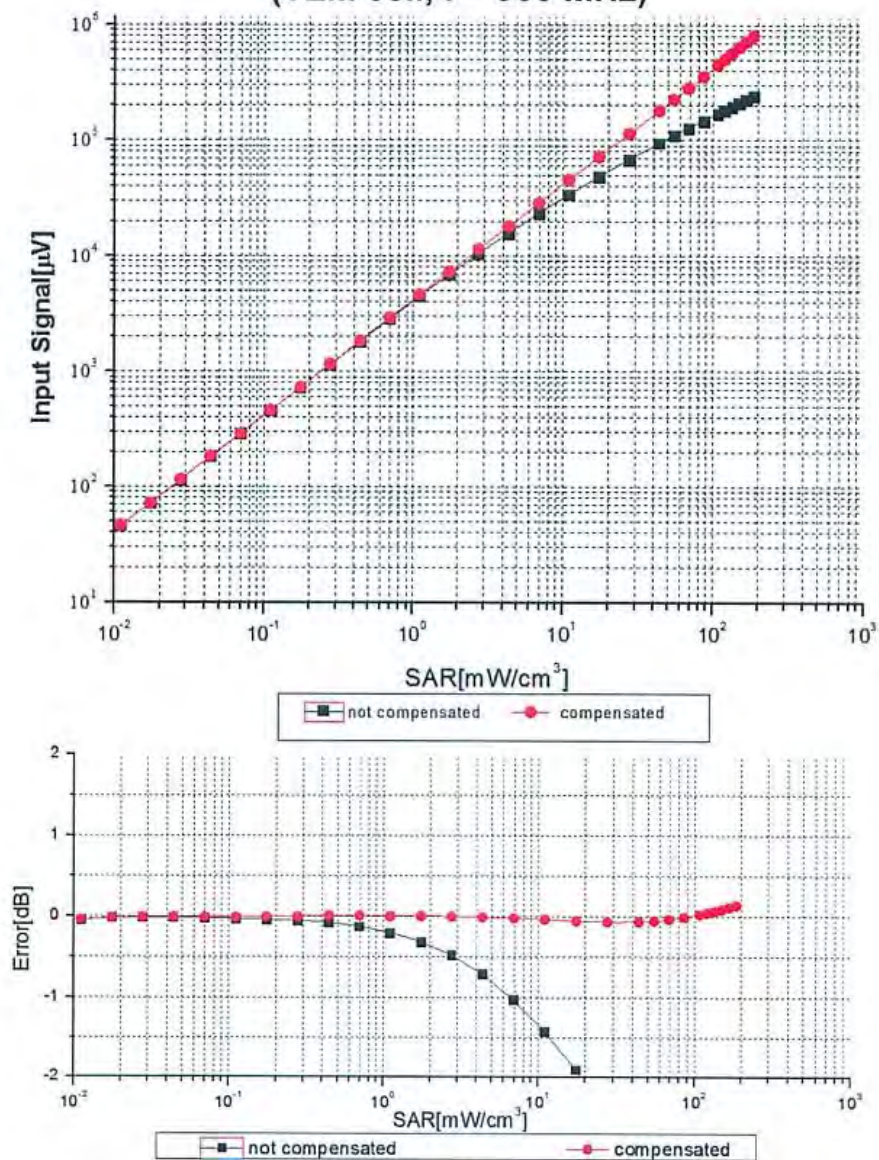 10⁶
10⁵
10⁴
10³
10²
10¹
Input Signal[µV]
10⁻² 10⁻¹ 10⁰ 10¹ 10² 10³
SAR[mW/cm³]
not compensated compensated
2
1
0
-1
-2
Error[dB]
10⁻² 10⁻¹ 10⁰ 10¹ 10² 10³
SAR[mW/cm³]
not compensated compensated